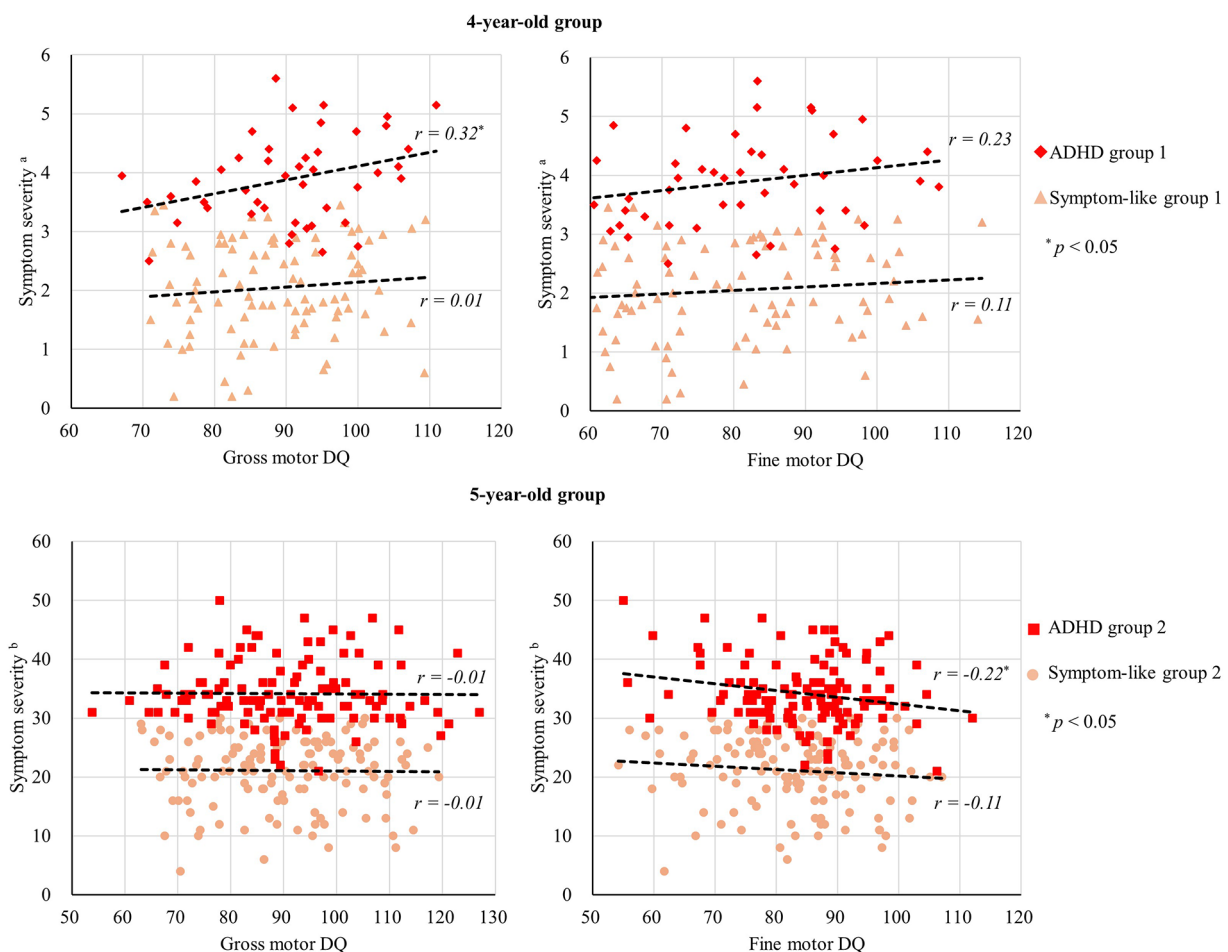 4-year-old group
6
5
4
3
2
1
0
60 70 80 90 100 110 120
Symptom severity a
Gross motor DQ
r = 0.32*
r = 0.01
6
5
4
3
2
1
0
60 70 80 90 100 110 120
Symptom severity a
Fine motor DQ
r = 0.23
r = 0.11
ADHD group 1
Symptom-like group 1
* p < 0.05
5-year-old group
60
50
40
30
20
10
0
50 60 70 80 90 100 110 120 130
Symptom severity b
Gross motor DQ
r = -0.01
r = -0.01
60
50
40
30
20
10
0
50 60 70 80 90 100 110 120
Symptom severity b
Fine motor DQ
r = -0.22*
r = -0.11
ADHD group 2
Symptom-like group 2
* p < 0.05